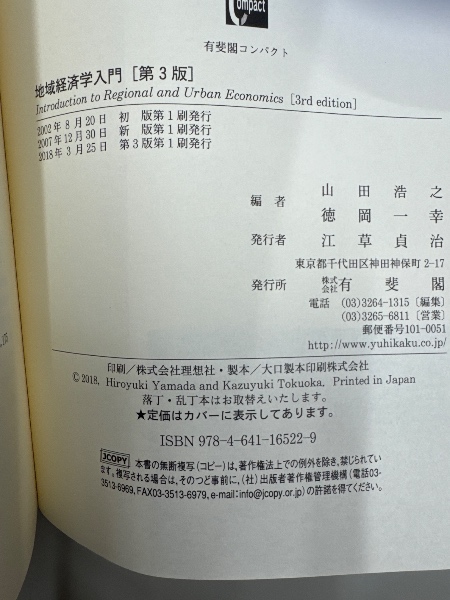 ompact
有斐閣コンパクト
地域経済学入門［第3版］
Introduction to Regional and Urban Economics [3rd edition]
2002年8月20日 初 版第1刷発行
2007年12月30日 新 版第1刷発行
2018年3月25日 第3版第1刷発行
編者 山田浩之
徳岡一幸
発行者 江草貞治
東京都千代田区神田神保町2-17
発行所 株式会社 有斐閣
電話 (03)3264-1315〔編集〕
(03)3265-6811〔営業〕
郵便番号 101-0051
http://www.yuhikaku.co.jp/
印刷／株式会社理想社・製本／大口製本印刷株式会社
© 2018, Hiroyuki Yamada and Kazuyuki Tokuoka. Printed in Japan
落丁・乱丁本はお取替えいたします。
★定価はカバーに表示してあります。
ISBN 978-4-641-16522-9
JCOPY 本書の無断複写(コピー)は、著作権法上での例外を除き、禁じられてい
ます。複写される場合は、そのつど事前に、(社)出版者著作権管理機構(電話03-
3513-6969, FAX03-3513-6979, e-mail:info@jcopy.or.jp)の許諾を得てください。